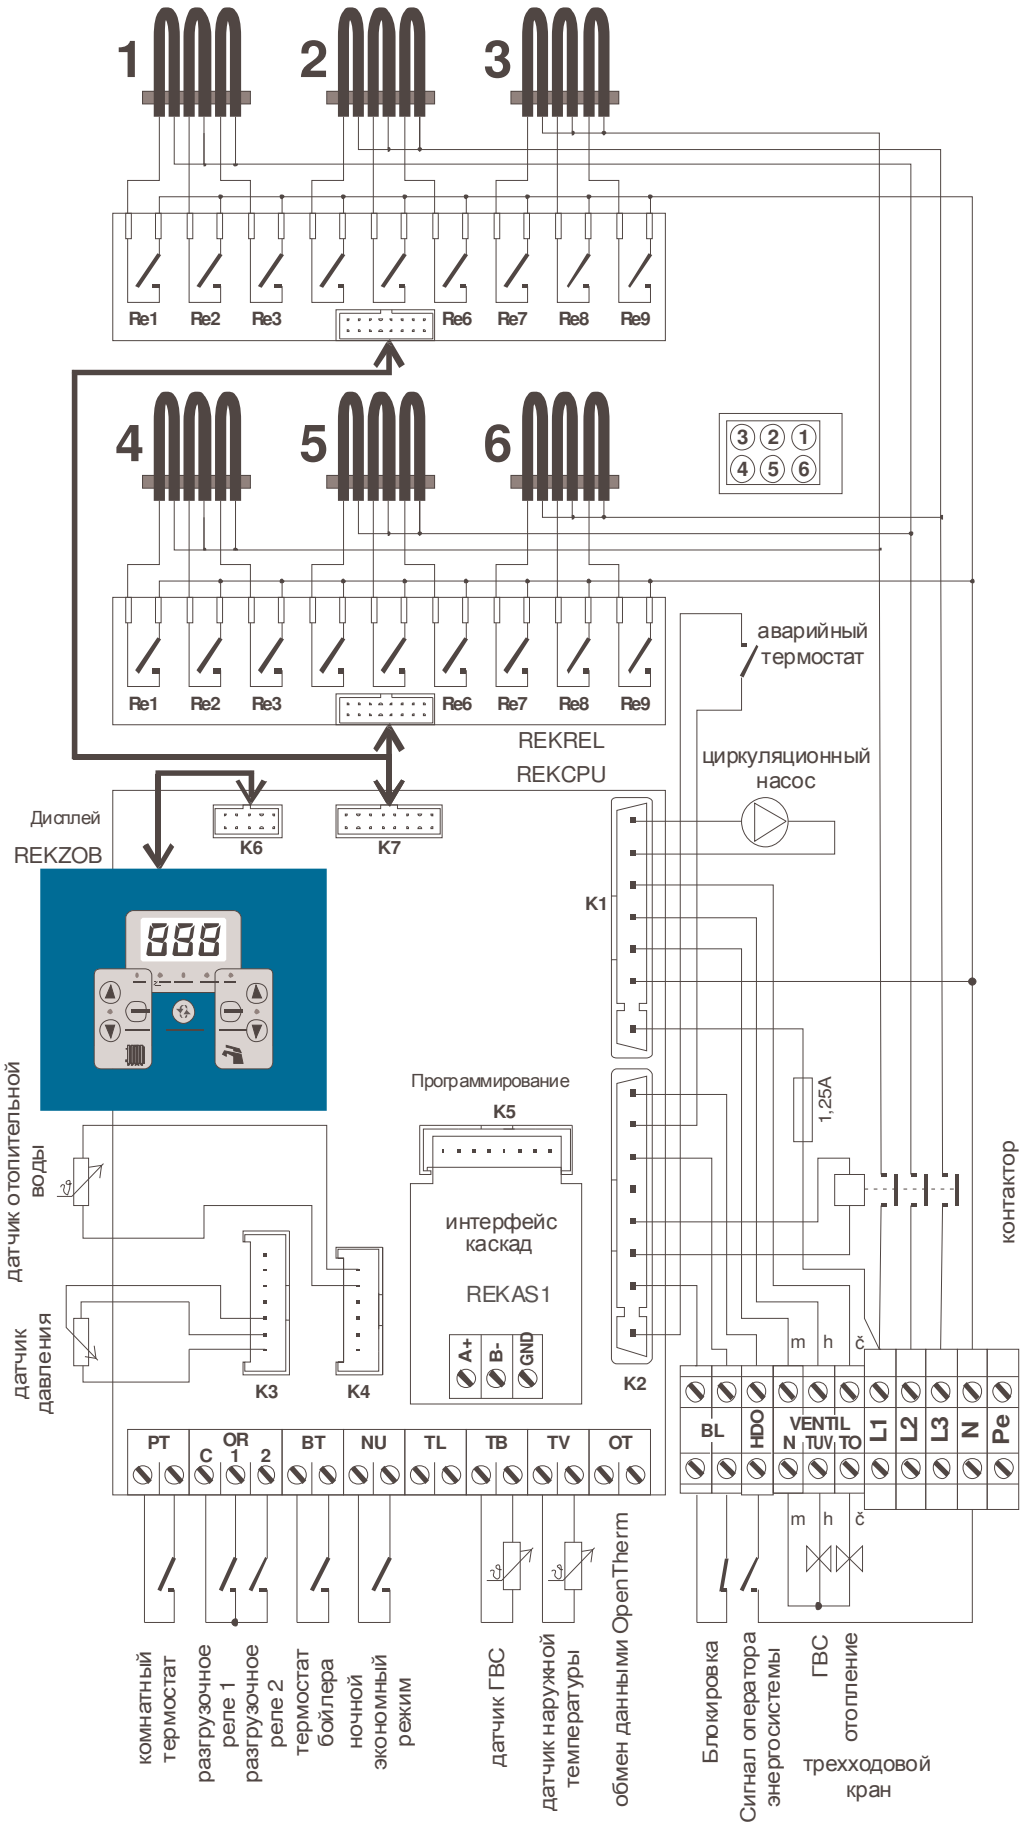 1
2
3
Re1 Re2 Re3 Re6 Re7 Re8 Re9
4
5
6
3 2 1
4 5 6
аварийный
термостат
Re1 Re2 Re3 Re6 Re7 Re8 Re9
REKREL
REKCPU
циркуляционный
насос
Дисплей
REKZOB
K6
K7
K1
888
1,25A
Программирование
K5
датчик отопительной
воды
ϑ
интерфейс
каскад
REKAS1
контактор
датчик
давления
A+
B-
GND
K3
K4
K2
m h č
BL
HDO
VENTIL
N TUV TO
L1
L2
L3
N
Pe
PT
OR
C 1 2
BT
NU
TL
TB
TV
OT
m h č
ϑ
ϑ
комнатный
термостат
разгрузочное
реле 1
разгрузочное
реле 2
термостат
бойлера
ночной
экономный
режим
датчик ГВС
датчик наружной
температуры
обмен данными OpenTherm
Блокировка
Сигнал оператора
энергосистемы
ГВС
отопление
трехходовой
кран